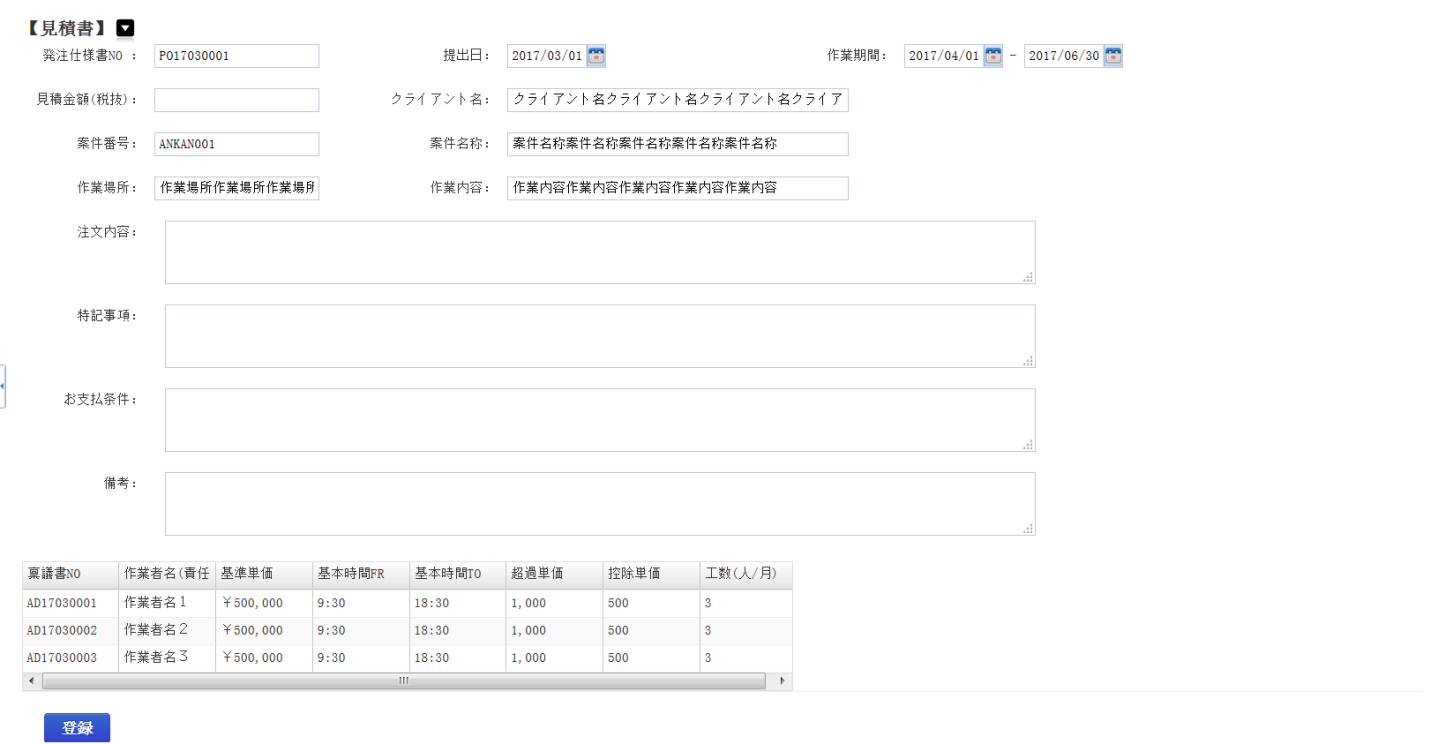 【見積書】
発注仕様書NO : PO17030001 提出日: 2017/03/01 作業期間: 2017/04/01 - 2017/06/30
見積金額(税抜): クライアント名: クライアント名クライアント名クライアント名クライア
案件番号: ANKAN001 案件名称: 案件名称案件名称案件名称案件名称案件名称
作業場所: 作業場所作業場所作業場所 作業内容: 作業内容作業内容作業内容作業内容作業内容
注文内容:
特記事項:
お支払条件:
備考:
稟議書NO 作業者名(責任 基準単価 基本時間FR 基本時間TO 超過単価 控除単価 工数(人/月)
AD17030001 作業者名1 ¥500,000 9:30 18:30 1,000 500 3
AD17030002 作業者名2 ¥500,000 9:30 18:30 1,000 500 3
AD17030003 作業者名3 ¥500,000 9:30 18:30 1,000 500 3
登録